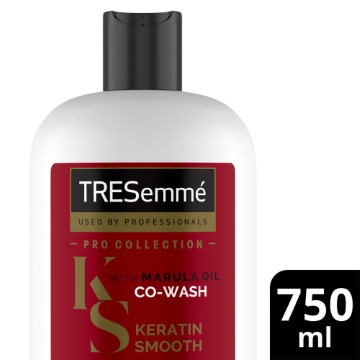 TRESemmé
USED BY PROFESSIONALS
PRO COLLECTION
KS
WITH MARULA OIL
CO-WASH
KERATIN
SMOOTH
750
ml